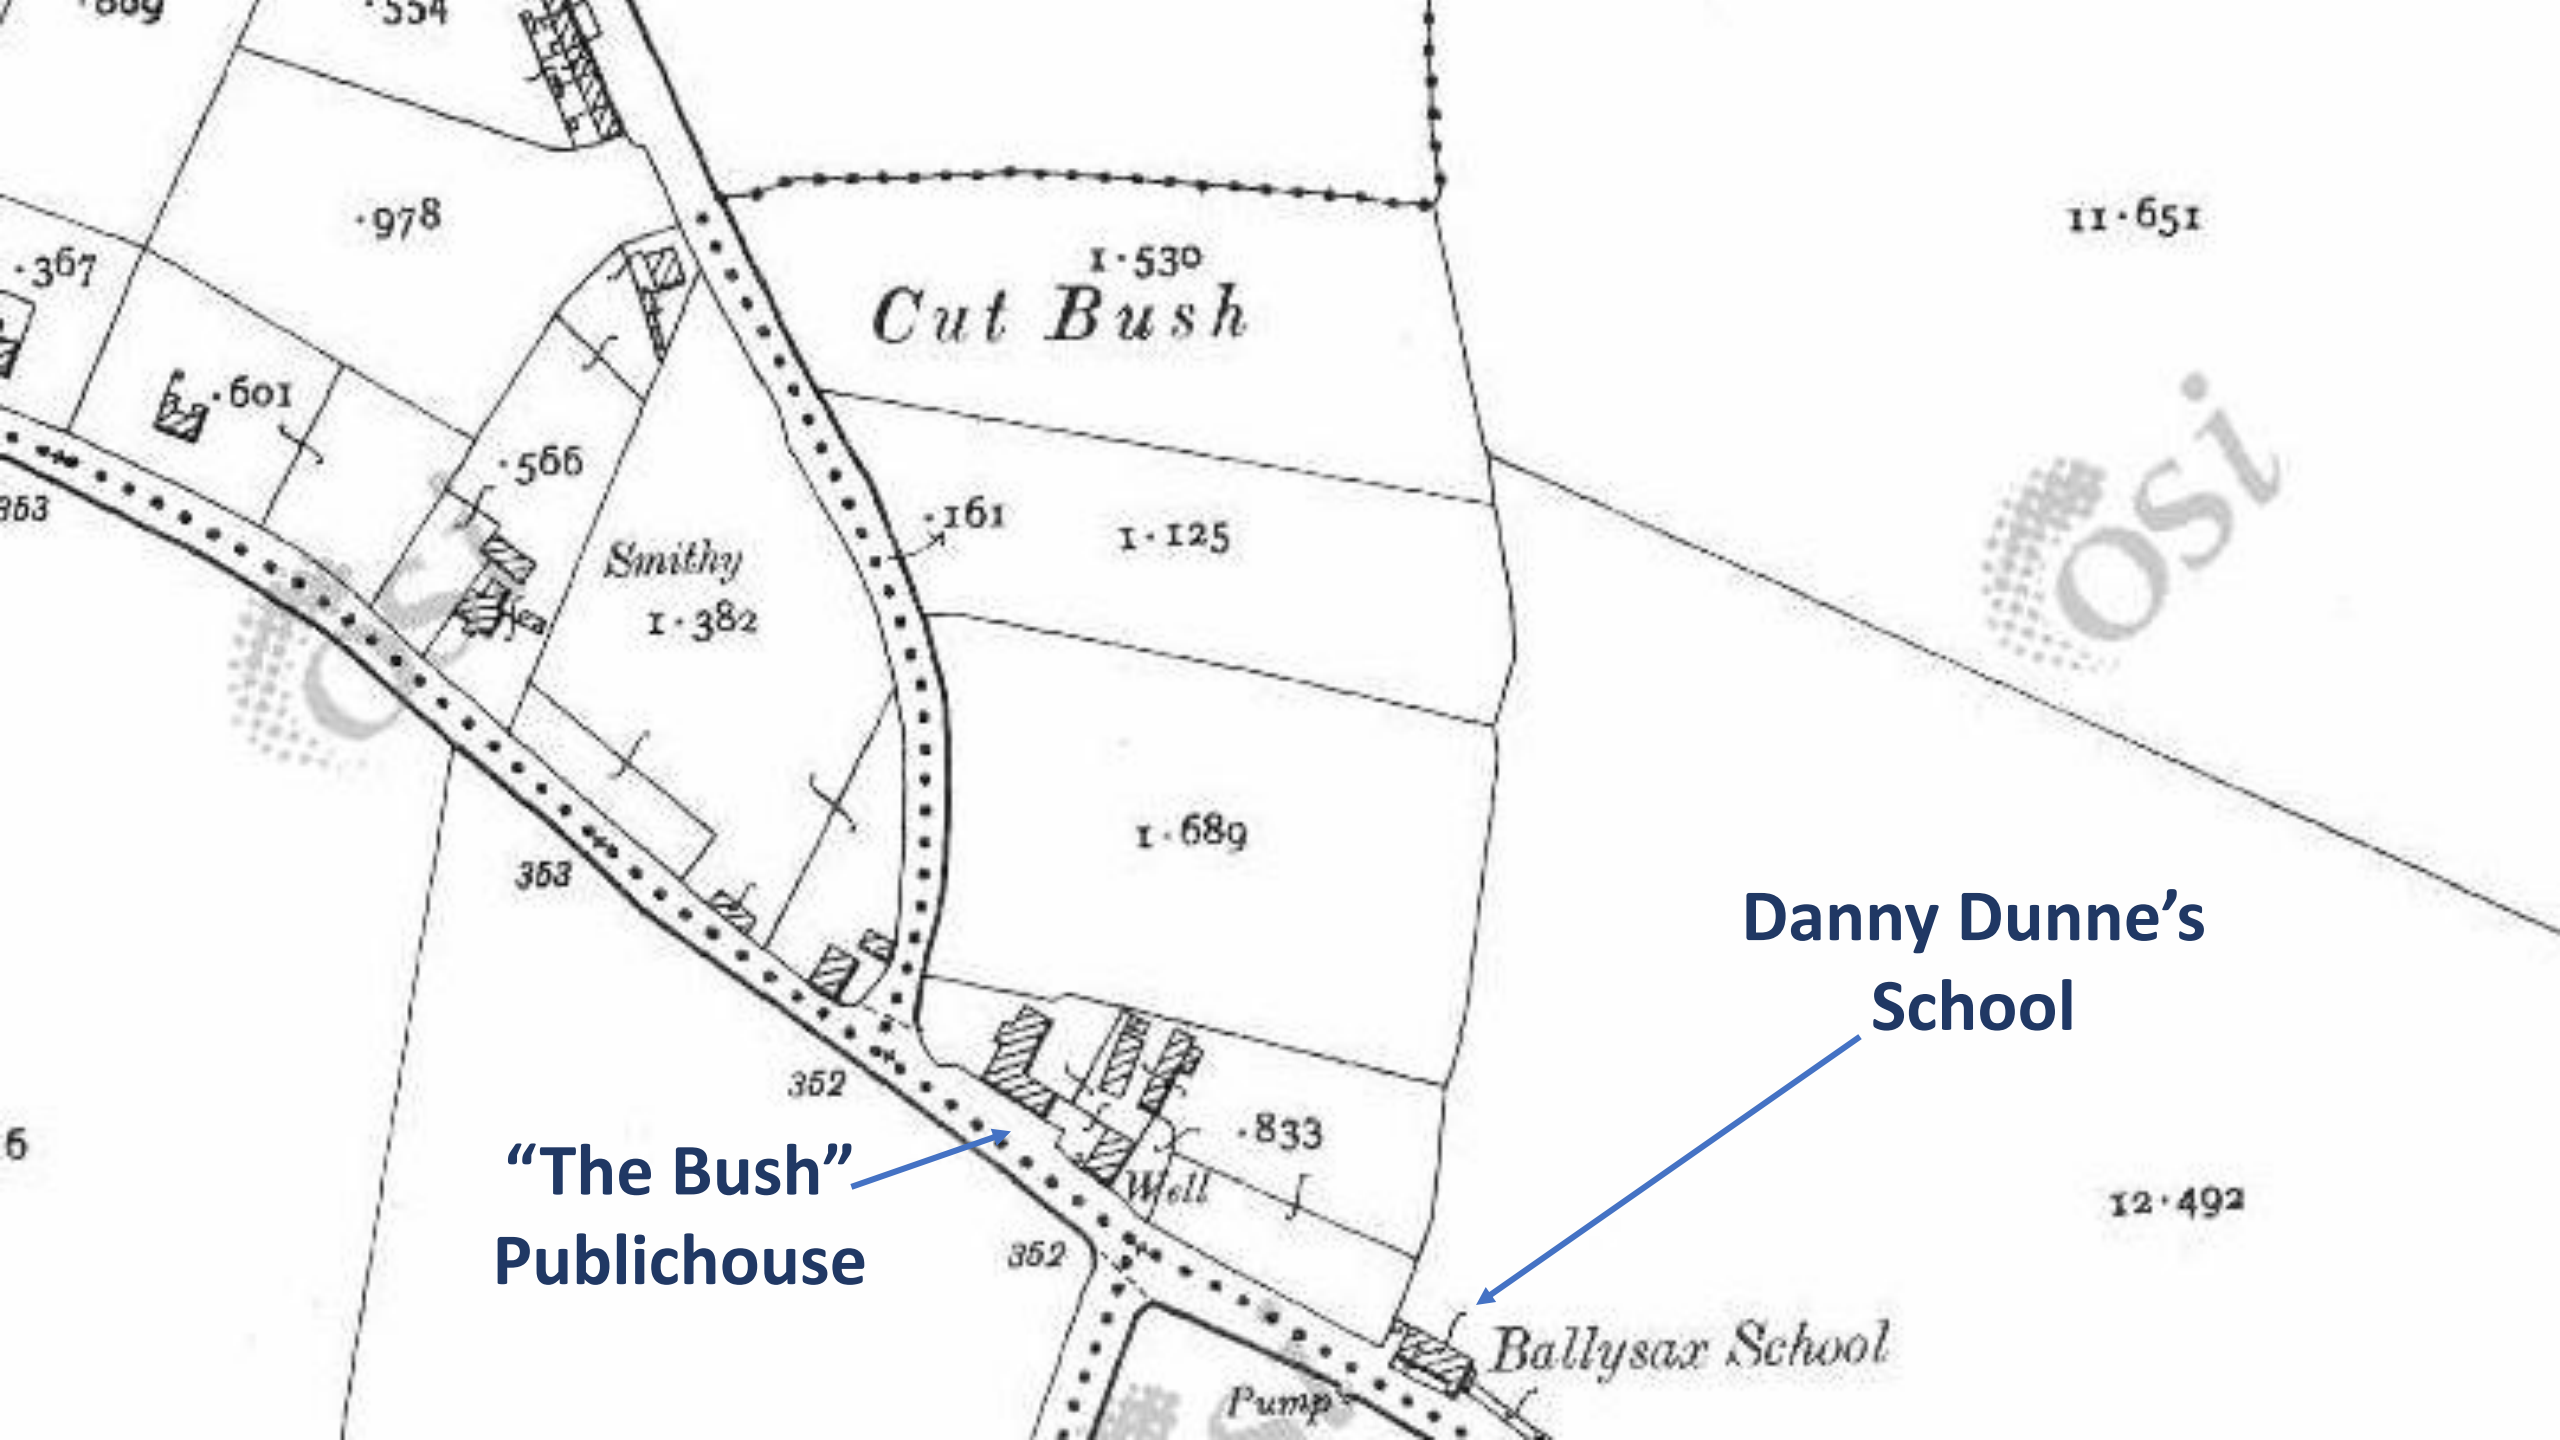 ·554
·978
11·651
1·530
·367
Cut Bush
·601
·566
353
·161
1·125
Smithy
1·382
OSi
1·689
353
Danny Dunne’s
School
352
·833
“The Bush”
Publichouse
6
Well
12·492
352
Ballysax School
Pump